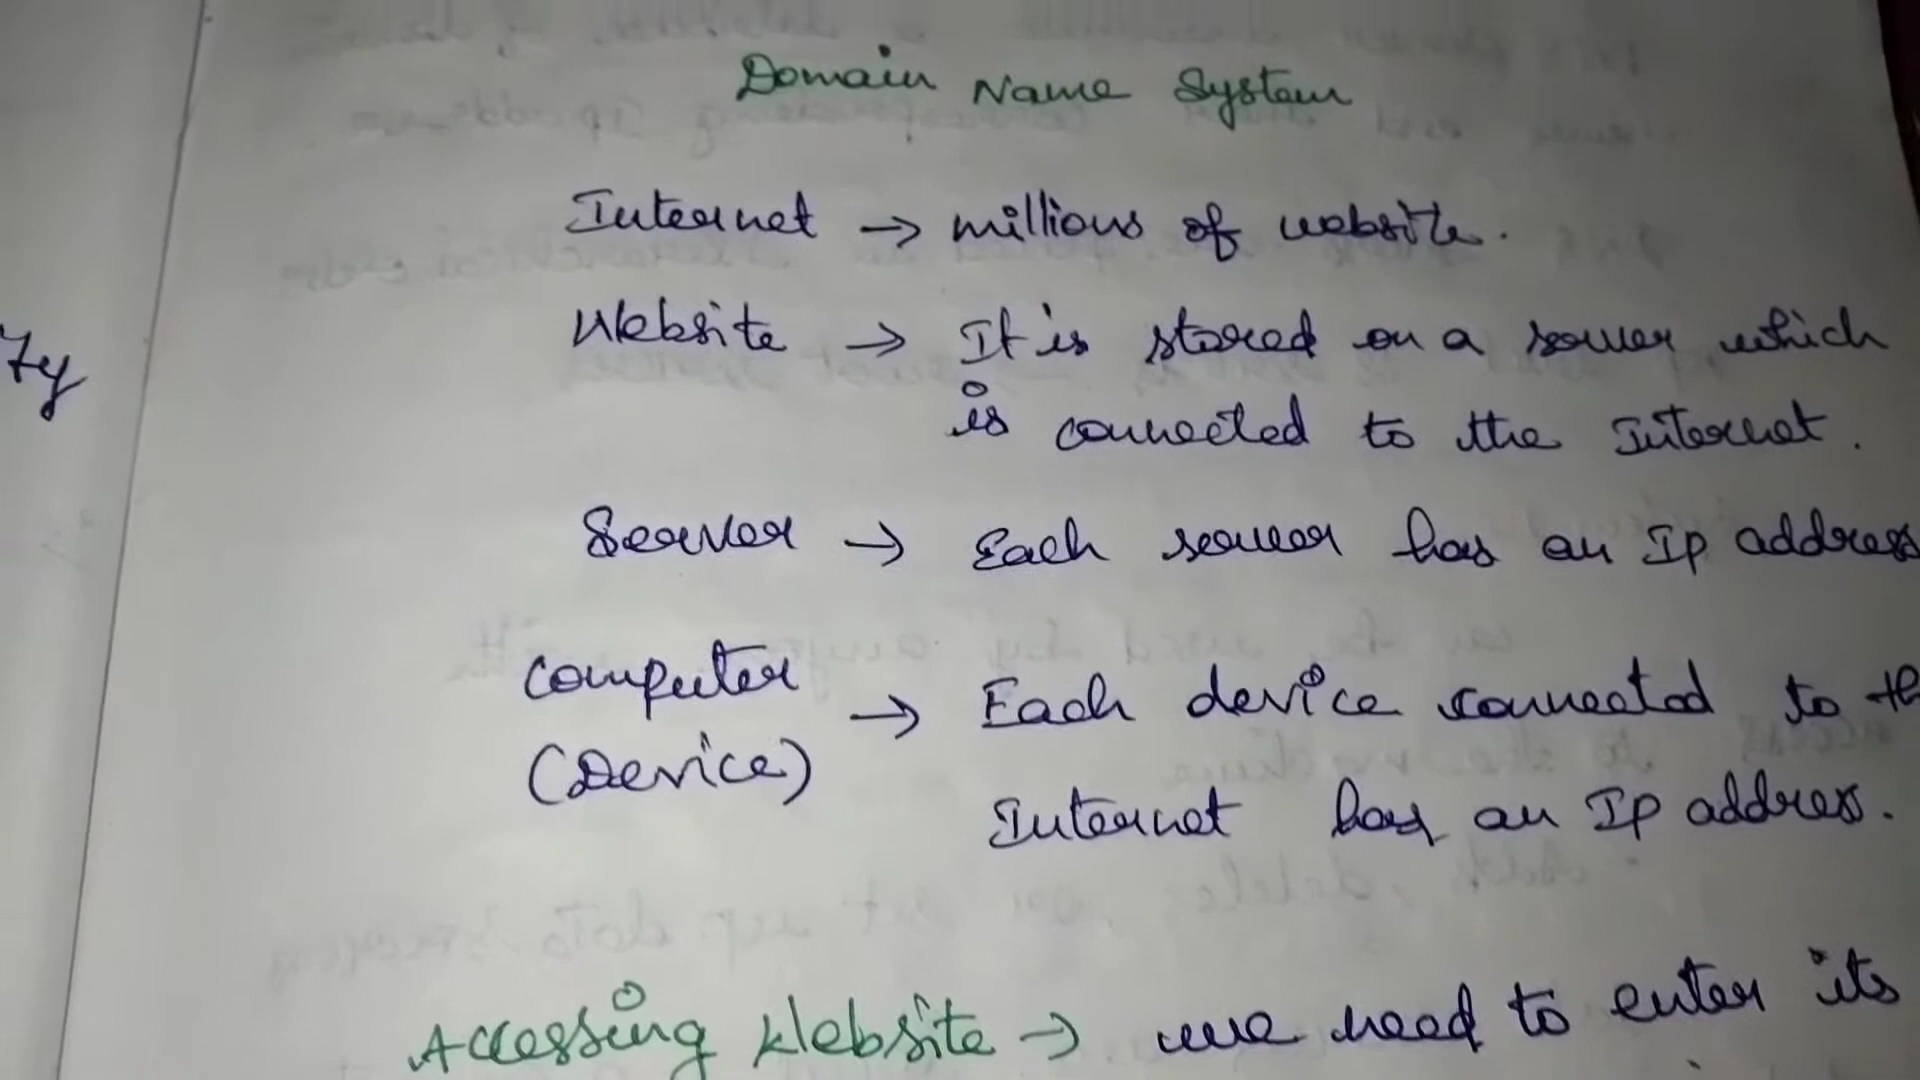 Domain Name System
Internet → millions of website.
Website → It is stored on a server which
is connected to the Internet.
Server → Each server has an Ip address
Computer
(Device) → Each device connected to th
Internet has an Ip address.
Accessing Website → we need to enter its